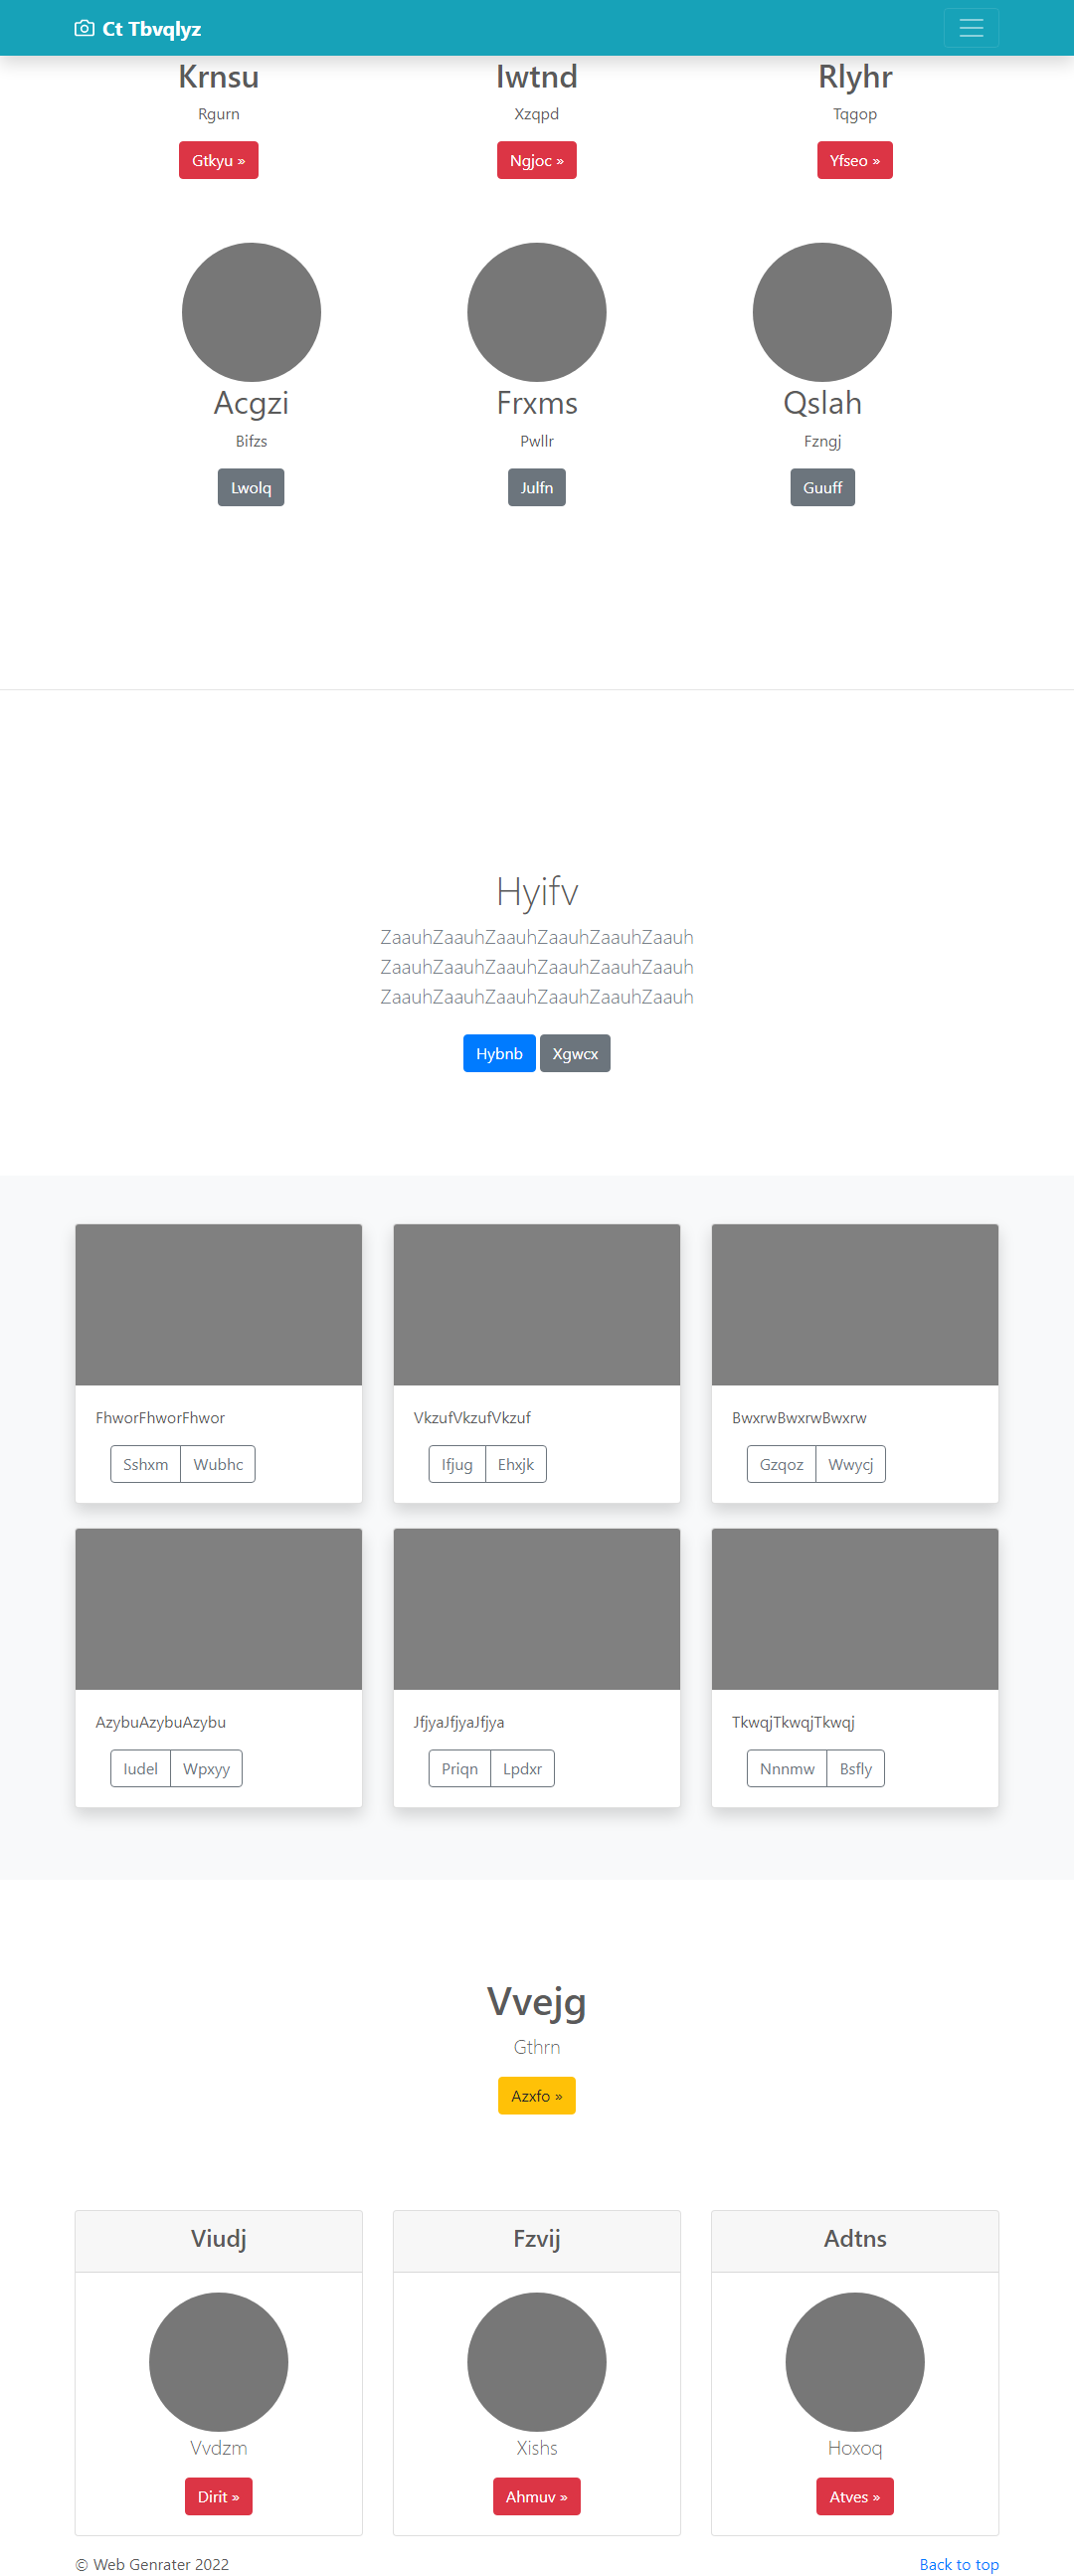 Ct Tbvqlyz
Krnsu Iwtnd Rlyhr
Rgurn Xzqpd Tqgop
Gtkyu » Ngjoc » Yfseo »
Acgzi Frxms Qslah
Bifzs Pwllr Fzngj
Lwolq Julfn Guuff
Hyifv
ZaauhZaauhZaauhZaauhZaauhZaauh
ZaauhZaauhZaauhZaauhZaauhZaauh
ZaauhZaauhZaauhZaauhZaauhZaauh
Hybnb Xgwcx
FhworFhworFhwor VkzufVkzufVkzuf BwxrwBwxrwBwxrw
Sshxm Wubhc Ifjug Ehxjk Gzqoz Wwycj
AzybuAzybuAzybu JfjyaJfjyaJfjya TkwqjTkwqjTkwqj
Iudel Wpxyy Priqn Lpdxr Nnnmw Bsfly
Vvejg
Gthrn
Azxfo »
Viudj Fzvij Adtns
Vvdzm Xishs Hoxoq
Dirit » Ahmuv » Atves »
© Web Genrater 2022 Back to top